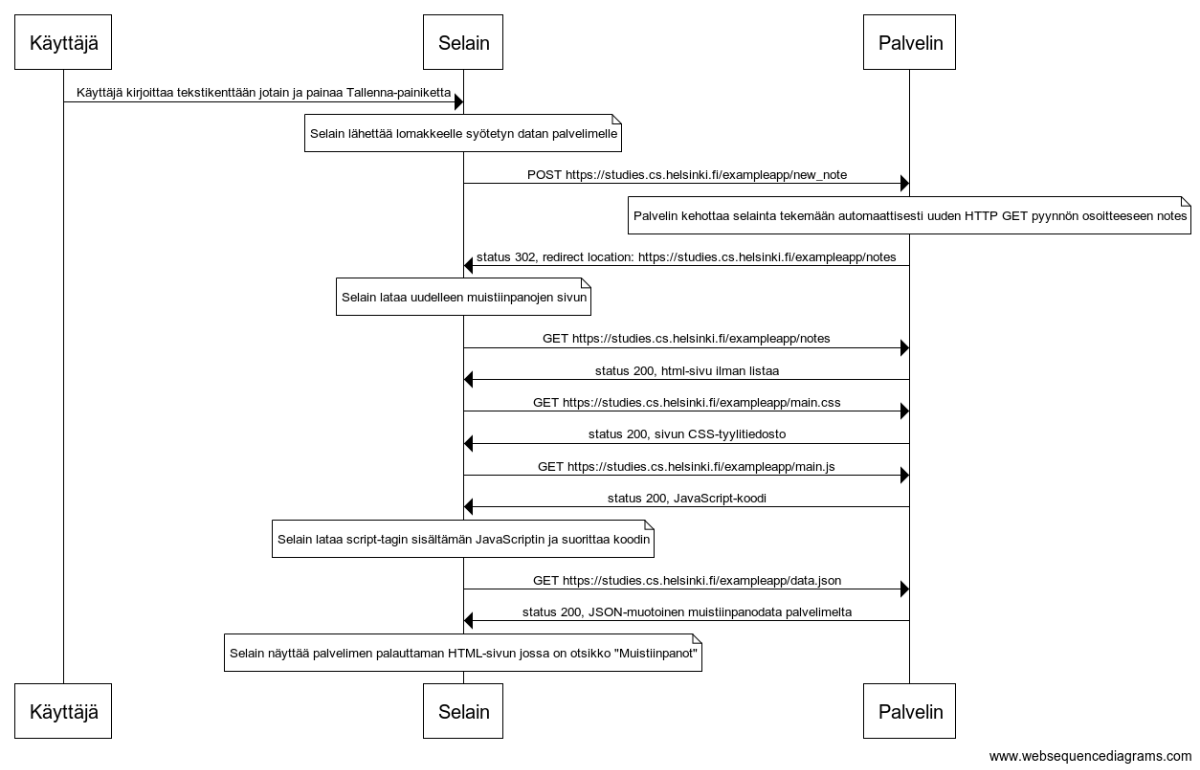 Käyttäjä
Selain
Palvelin
Käyttäjä kirjoittaa tekstikenttään jotain ja painaa Tallenna-painiketta
Selain lähettää lomakkeelle syötetyn datan palvelimelle
POST https://studies.cs.helsinki.fi/exampleapp/new_note
Palvelin kehottaa selainta tekemään automaattisesti uuden HTTP GET pyynnön osoitteeseen notes
status 302, redirect location: https://studies.cs.helsinki.fi/exampleapp/notes
Selain lataa uudelleen muistiinpanojen sivun
GET https://studies.cs.helsinki.fi/exampleapp/notes
status 200, html-sivu ilman listaa
GET https://studies.cs.helsinki.fi/exampleapp/main.css
status 200, sivun CSS-tyylitiedosto
GET https://studies.cs.helsinki.fi/exampleapp/main.js
status 200, JavaScript-koodi
Selain lataa script-tagin sisältämän JavaScriptin ja suorittaa koodin
GET https://studies.cs.helsinki.fi/exampleapp/data.json
status 200, JSON-muotoinen muistiinpanodata palvelimelta
Selain näyttää palvelimen palauttaman HTML-sivun jossa on otsikko "Muistiinpanot"
Käyttäjä
Selain
Palvelin
www.websequencediagrams.com